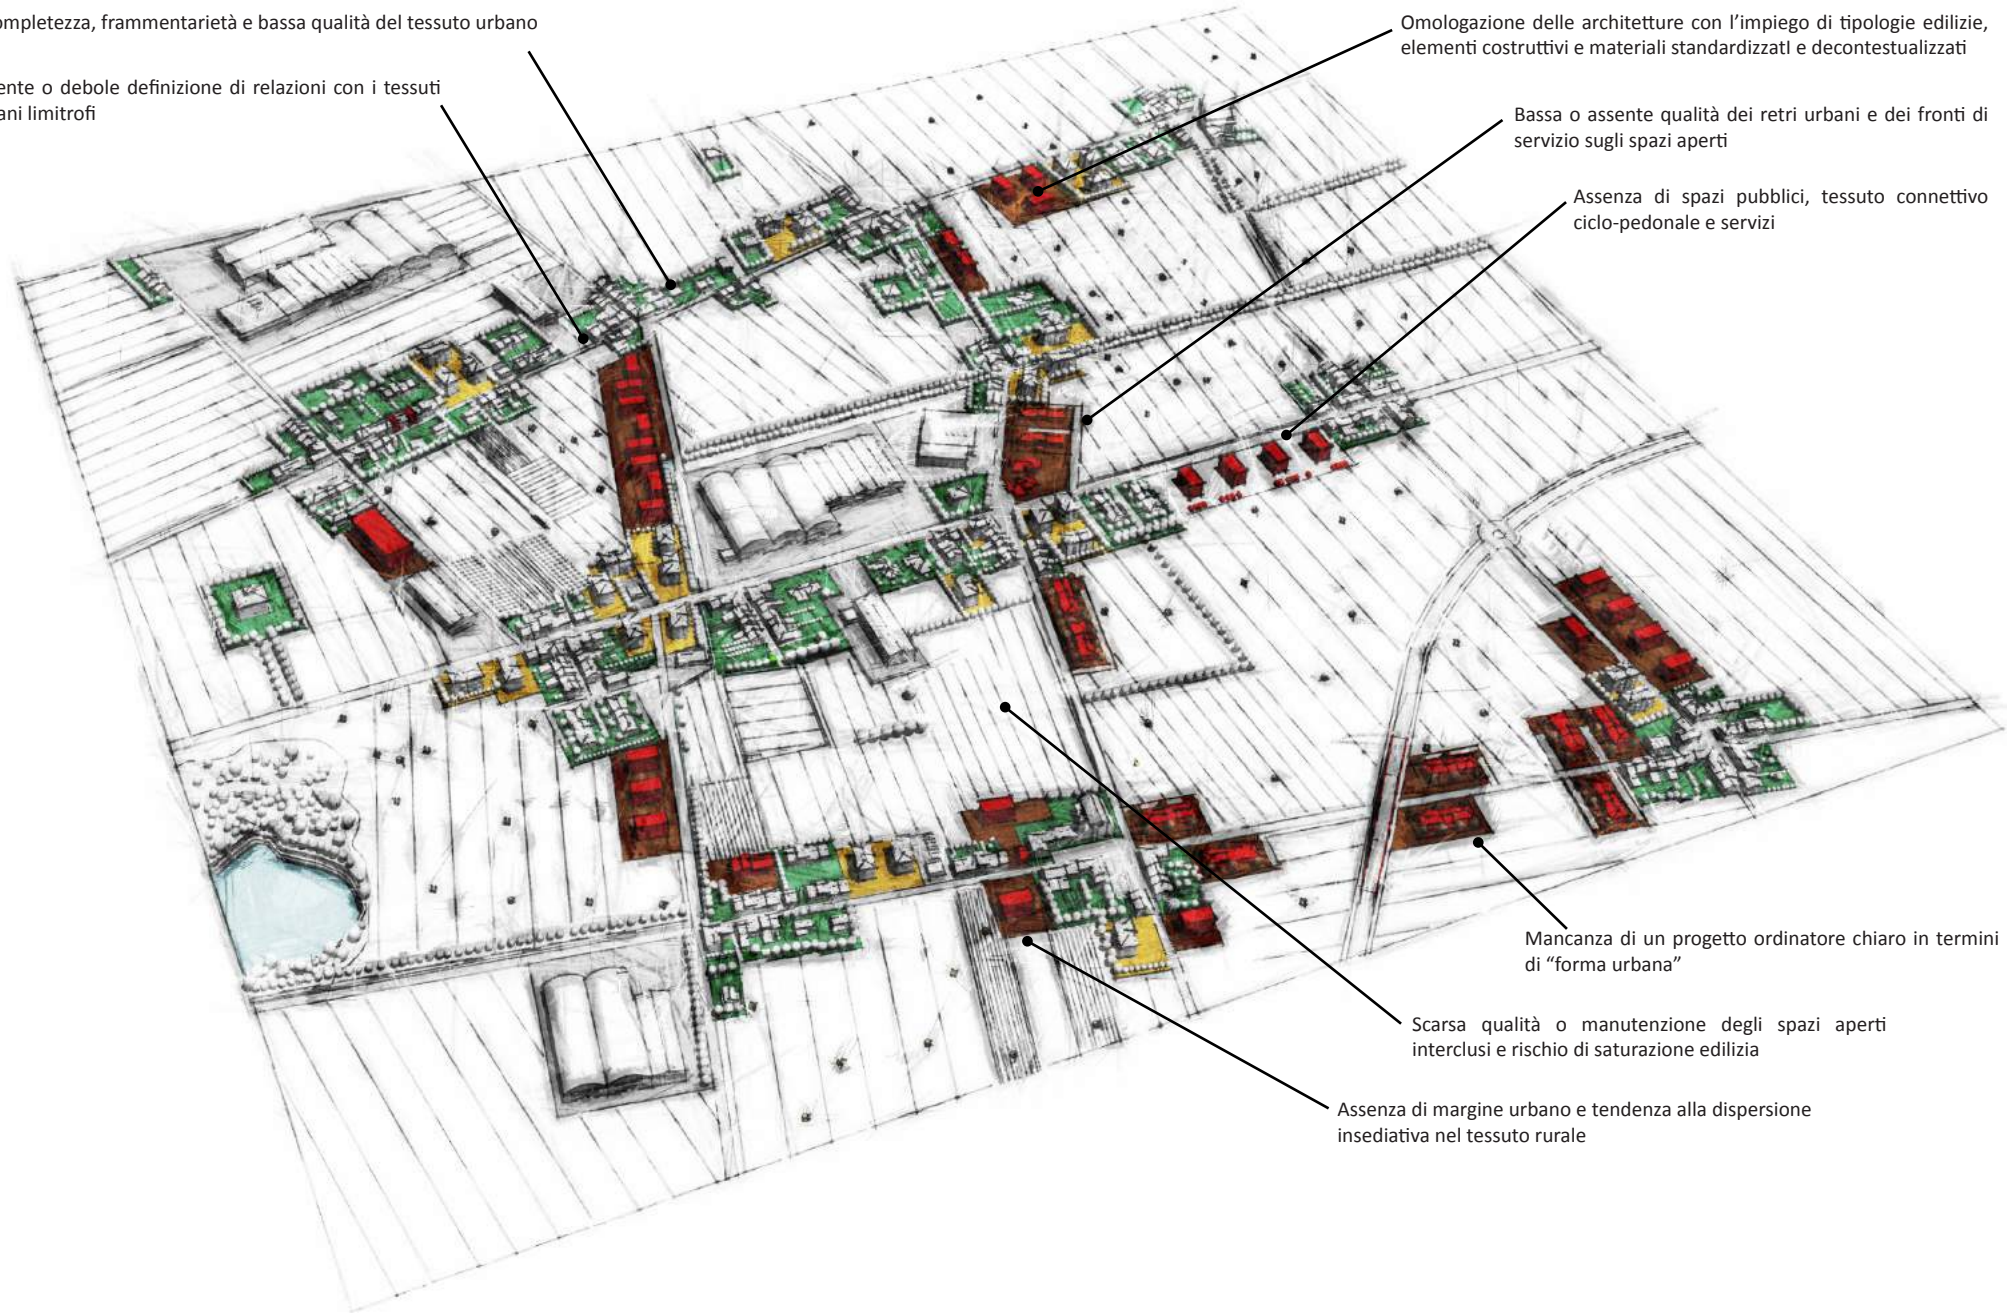 ompletezza, frammentarietà e bassa qualità del tessuto urbano
ente o debole definizione di relazioni con i tessuti
ani limitrofi
Omologazione delle architetture con l’impiego di tipologie edilizie,
elementi costruttivi e materiali standardizzatI e decontestualizzati
Bassa o assente qualità dei retri urbani e dei fronti di
servizio sugli spazi aperti
Assenza di spazi pubblici, tessuto connettivo
ciclo-pedonale e servizi
Mancanza di un progetto ordinatore chiaro in termini
di “forma urbana”
Scarsa qualità o manutenzione degli spazi aperti
interclusi e rischio di saturazione edilizia
Assenza di margine urbano e tendenza alla dispersione
insediativa nel tessuto rurale